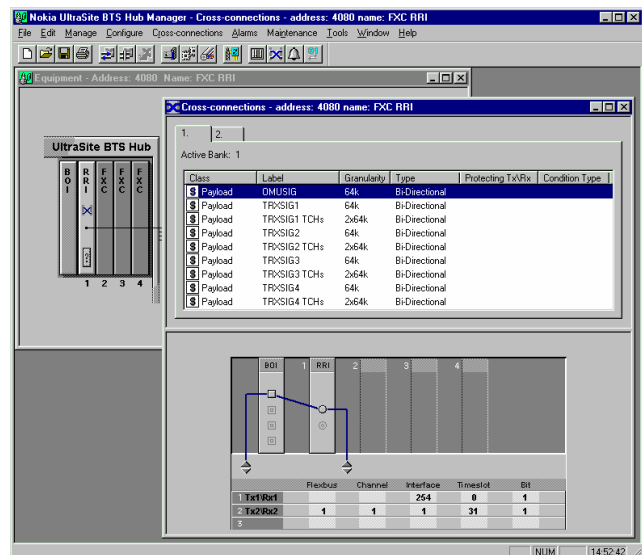 Nokia UltraSite BTS Hub Manager - Cross-connections - address: 4080 name: FXC RRI
File Edit Manage Configure Cross-connections Alarms Maintenance Tools Window Help
Equipment - Address: 4080 Name: FXC RRI
Cross-connections - address: 4080 name: FXC RRI
1. 2.
Active Bank: 1
UltraSite BTS Hub
BOI RRI FXC FXC FXC
1 2 3 4
Class Label Granularity Type Protecting Tx\Rx Condition Type
S Payload OMUSIG 64k Bi-Directional
S Payload TRXSIG1 64k Bi-Directional
S Payload TRXSIG1 TCHs 2x64k Bi-Directional
S Payload TRXSIG2 64k Bi-Directional
S Payload TRXSIG2 TCHs 2x64k Bi-Directional
S Payload TRXSIG3 64k Bi-Directional
S Payload TRXSIG3 TCHs 2x64k Bi-Directional
S Payload TRXSIG4 64k Bi-Directional
S Payload TRXSIG4 TCHs 2x64k Bi-Directional
BOI 1 RRI 2 3 4
Flexbus Channel Interface Timeslot Bit
1 Tx1\Rx1 254 0 1
2 Tx2\Rx2 1 1 1 31 1
3
NUM 14:52:42